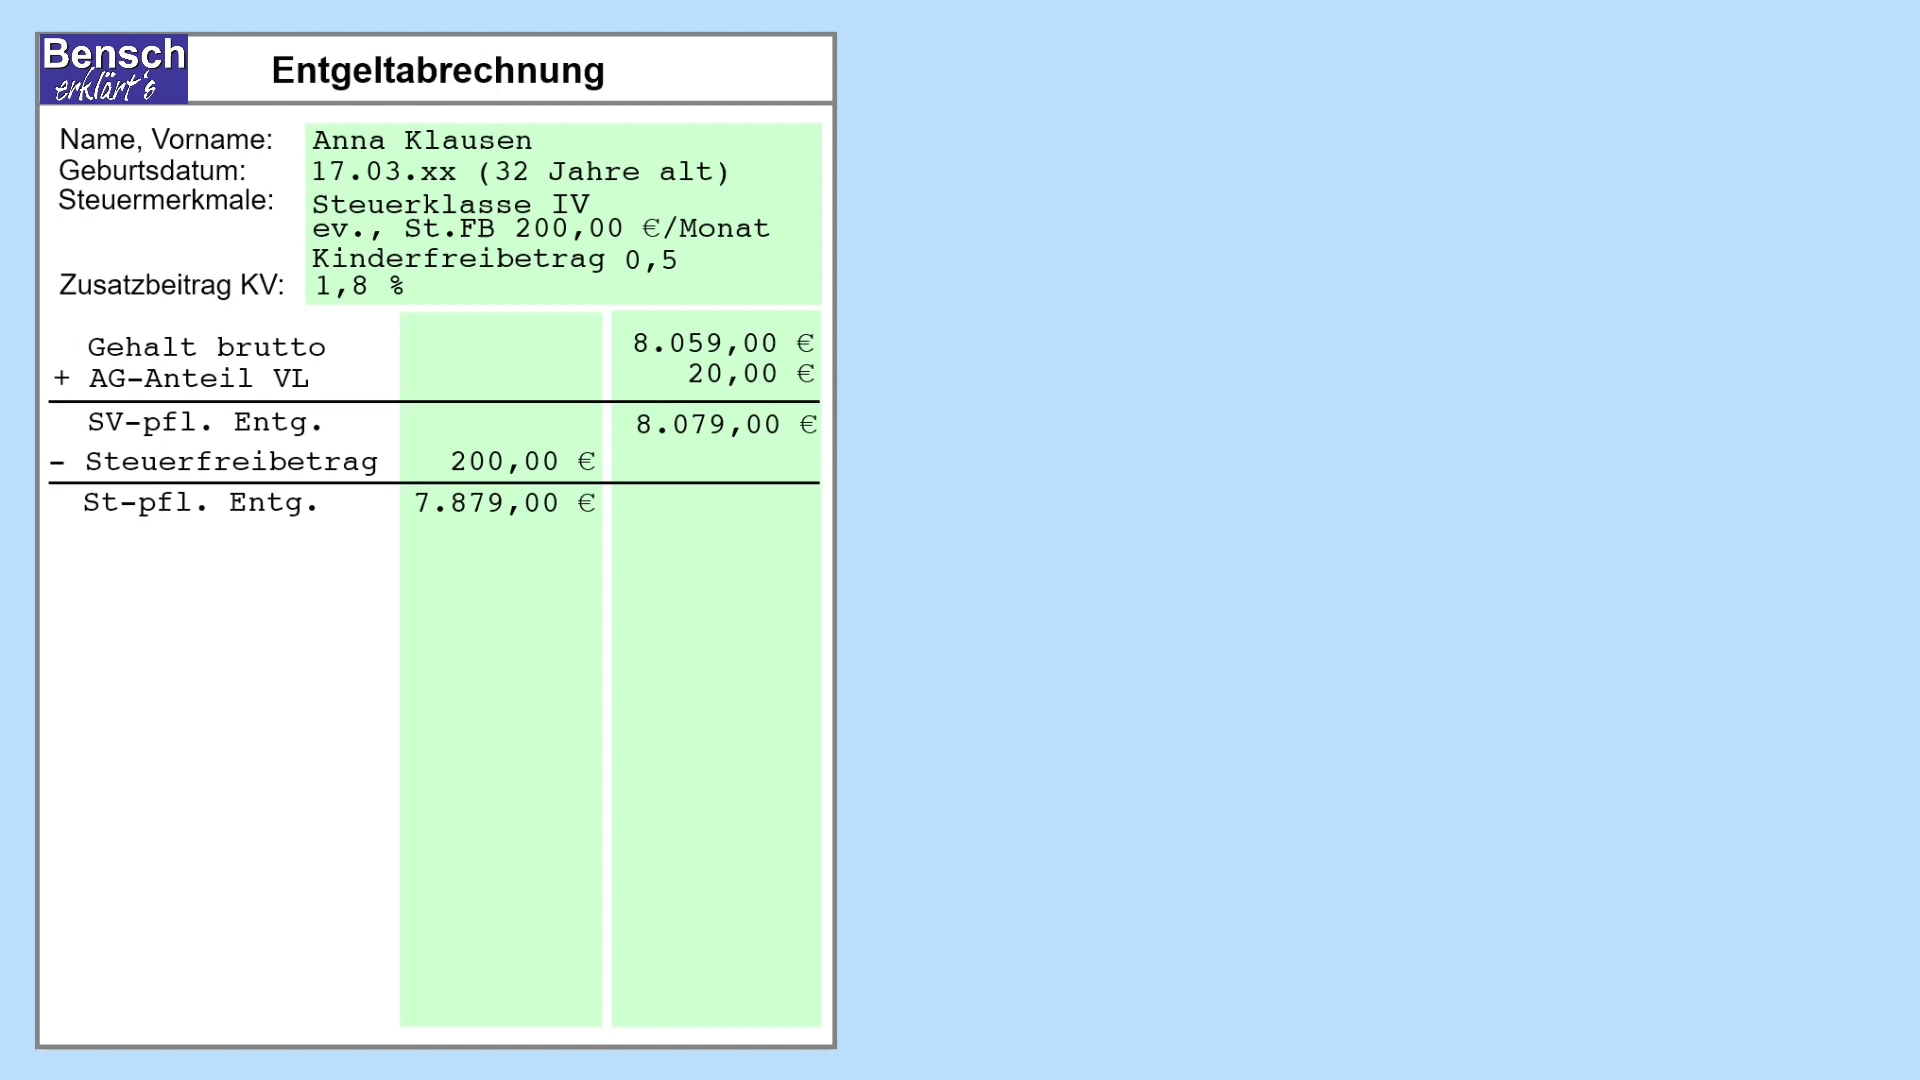 Bensch
erklärt's
Entgeltabrechnung
Name, Vorname: Anna Klausen
Geburtsdatum: 17.03.xx (32 Jahre alt)
Steuermerkmale: Steuerklasse IV
ev., St.FB 200,00 €/Monat
Kinderfreibetrag 0,5
Zusatzbeitrag KV: 1,8 %
Gehalt brutto 8.059,00 €
+ AG-Anteil VL 20,00 €
SV-pfl. Entg. 8.079,00 €
- Steuerfreibetrag 200,00 €
St-pfl. Entg. 7.879,00 €